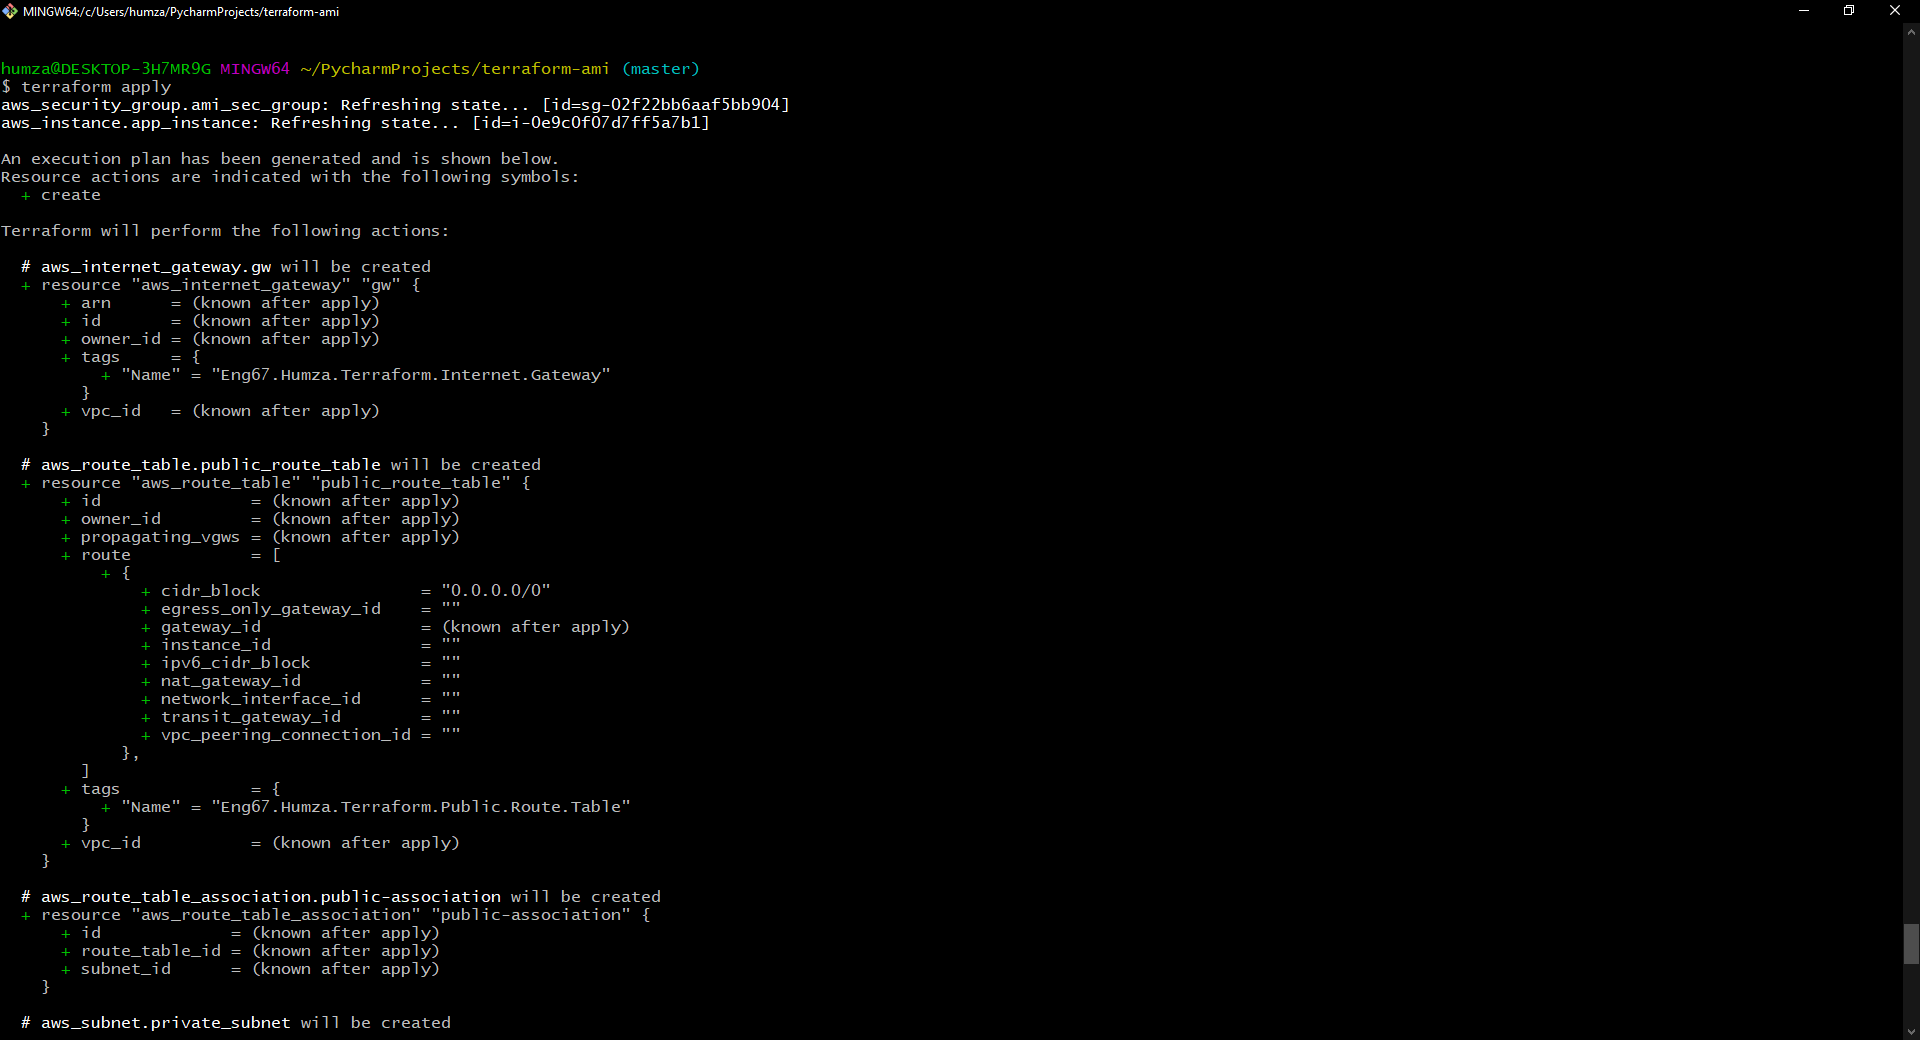 MINGW64:/c/Users/humza/PycharmProjects/terraform-ami
humza@DESKTOP-3H7MR9G MINGW64 ~/PycharmProjects/terraform-ami (master)
$ terraform apply
aws_security_group.ami_sec_group: Refreshing state... [id=sg-02f22bb6aaf5bb904]
aws_instance.app_instance: Refreshing state... [id=i-0e9c0f07d7ff5a7b1]
An execution plan has been generated and is shown below.
Resource actions are indicated with the following symbols:
  + create
Terraform will perform the following actions:
  # aws_internet_gateway.gw will be created
  + resource "aws_internet_gateway" "gw" {
      + arn      = (known after apply)
      + id       = (known after apply)
      + owner_id = (known after apply)
      + tags     = {
          + "Name" = "Eng67.Humza.Terraform.Internet.Gateway"
        }
      + vpc_id   = (known after apply)
    }
  # aws_route_table.public_route_table will be created
  + resource "aws_route_table" "public_route_table" {
      + id               = (known after apply)
      + owner_id         = (known after apply)
      + propagating_vgws = (known after apply)
      + route            = [
          + {
              + cidr_block                = "0.0.0.0/0"
              + egress_only_gateway_id    = ""
              + gateway_id                = (known after apply)
              + instance_id               = ""
              + ipv6_cidr_block           = ""
              + nat_gateway_id            = ""
              + network_interface_id      = ""
              + transit_gateway_id        = ""
              + vpc_peering_connection_id = ""
            },
        ]
      + tags             = {
          + "Name" = "Eng67.Humza.Terraform.Public.Route.Table"
        }
      + vpc_id           = (known after apply)
    }
  # aws_route_table_association.public-association will be created
  + resource "aws_route_table_association" "public-association" {
      + id             = (known after apply)
      + route_table_id = (known after apply)
      + subnet_id      = (known after apply)
    }
  # aws_subnet.private_subnet will be created